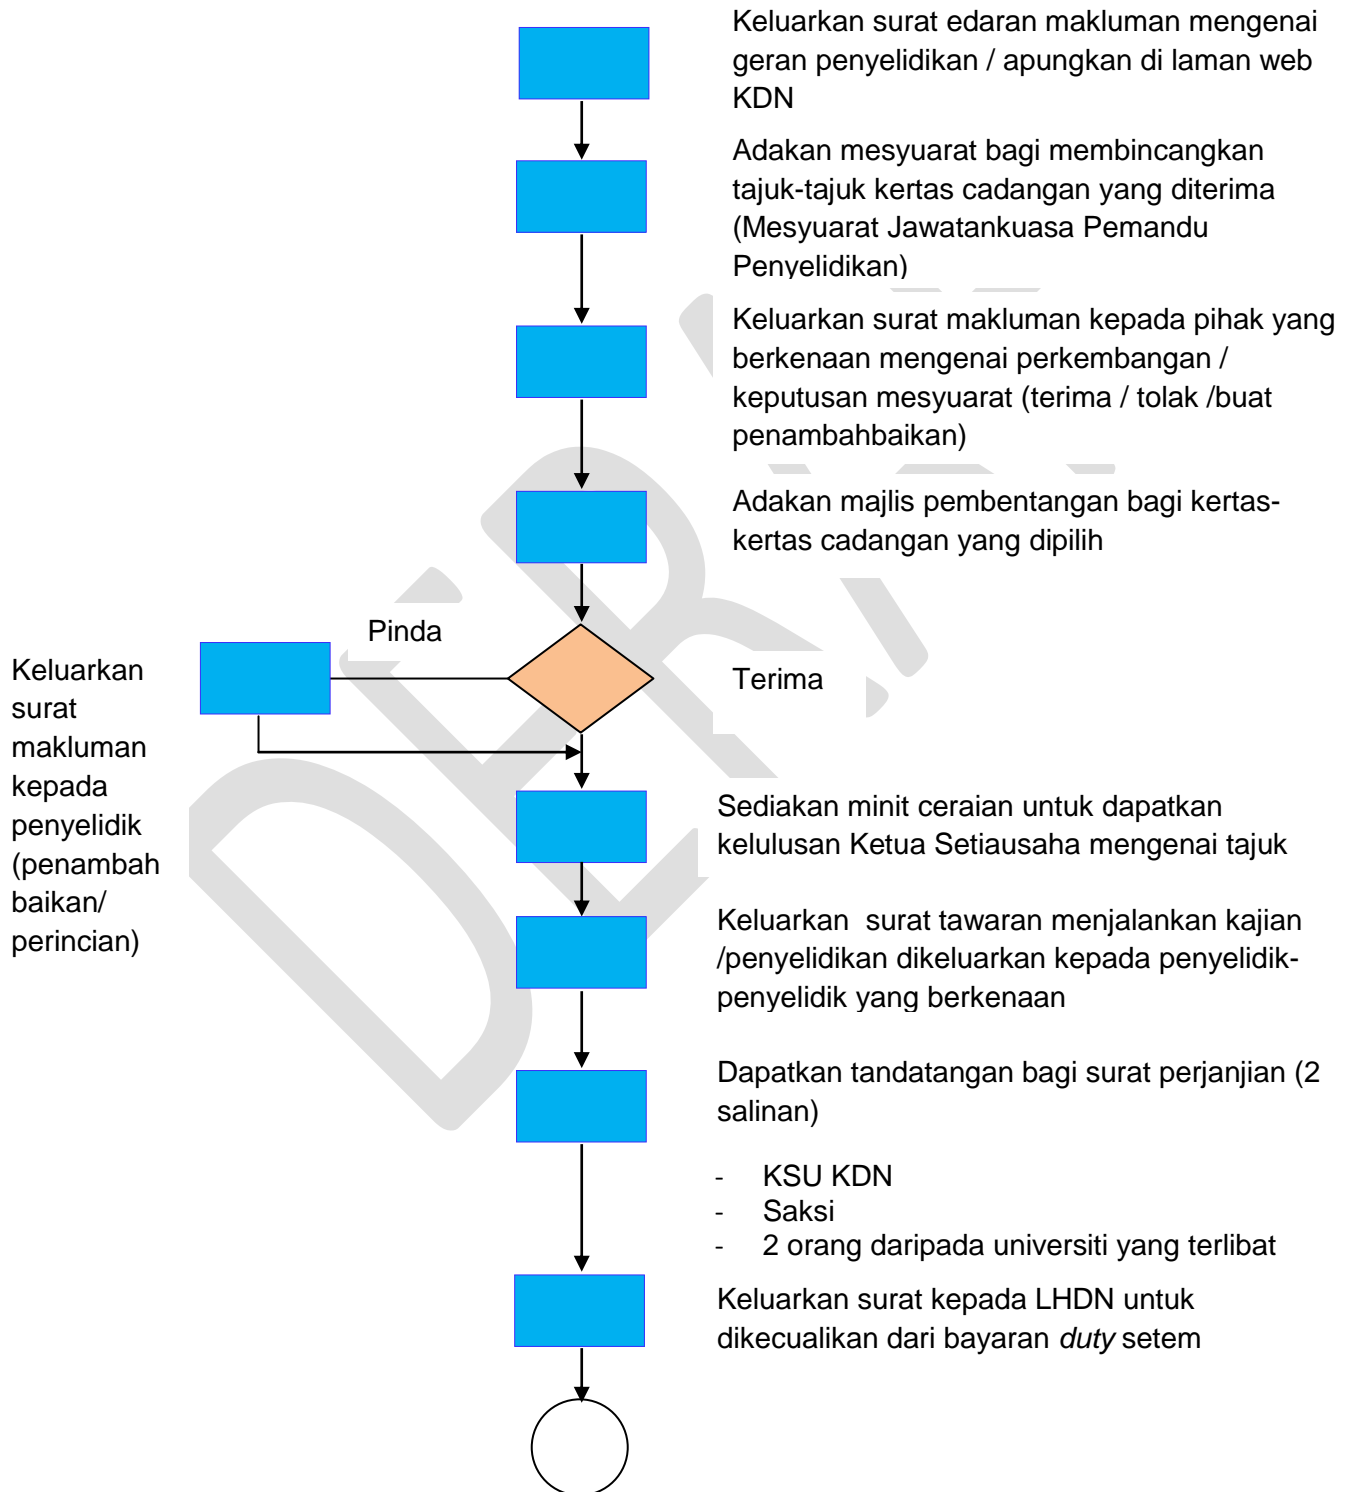 Keluarkan surat edaran makluman mengenai
geran penyelidikan / apungkan di laman web
KDN
Adakan mesyuarat bagi membincangkan
tajuk-tajuk kertas cadangan yang diterima
(Mesyuarat Jawatankuasa Pemandu
Penyelidikan)
Keluarkan surat makluman kepada pihak yang
berkenaan mengenai perkembangan /
keputusan mesyuarat (terima / tolak /buat
penambahbaikan)
Adakan majlis pembentangan bagi kertas-
kertas cadangan yang dipilih
Pinda
Terima
Keluarkan
surat
makluman
kepada
penyelidik
(penambah
baikan/
perincian)
Sediakan minit ceraian untuk dapatkan
kelulusan Ketua Setiausaha mengenai tajuk
Keluarkan  surat tawaran menjalankan kajian
/penyelidikan dikeluarkan kepada penyelidik-
penyelidik yang berkenaan
Dapatkan tandatangan bagi surat perjanjian (2
salinan)
- KSU KDN
- Saksi
- 2 orang daripada universiti yang terlibat
Keluarkan surat kepada LHDN untuk
dikecualikan dari bayaran duty setem